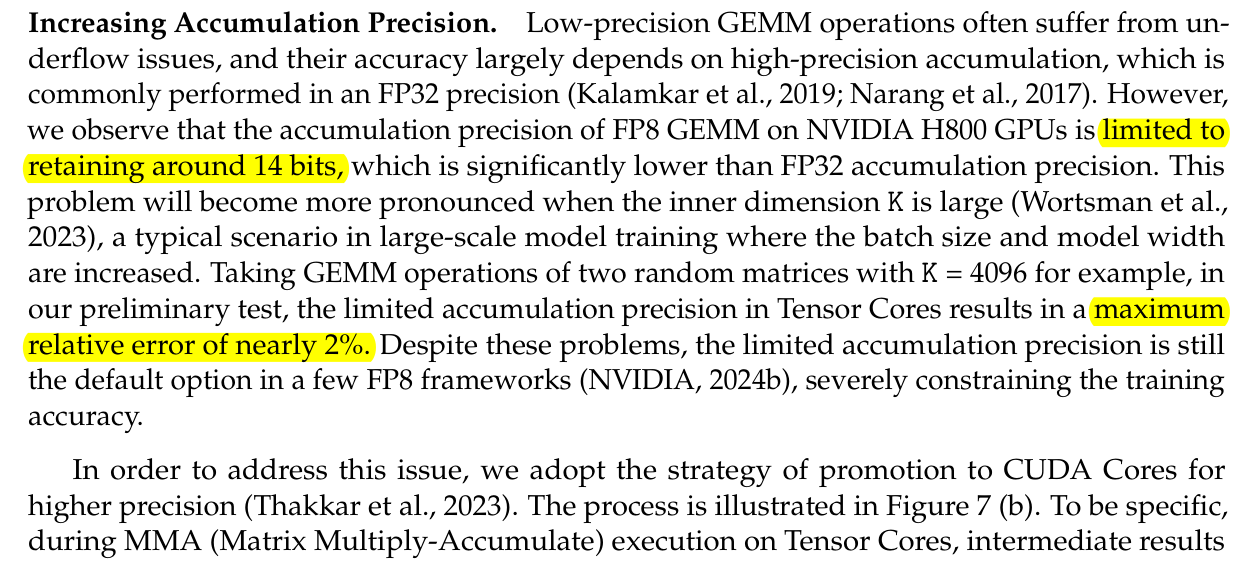 Increasing Accumulation Precision. Low-precision GEMM operations often suffer from un-
derflow issues, and their accuracy largely depends on high-precision accumulation, which is
commonly performed in an FP32 precision (Kalamkar et al., 2019; Narang et al., 2017). However,
we observe that the accumulation precision of FP8 GEMM on NVIDIA H800 GPUs is limited to
retaining around 14 bits, which is significantly lower than FP32 accumulation precision. This
problem will become more pronounced when the inner dimension K is large (Wortsman et al.,
2023), a typical scenario in large-scale model training where the batch size and model width
are increased. Taking GEMM operations of two random matrices with K = 4096 for example, in
our preliminary test, the limited accumulation precision in Tensor Cores results in a maximum
relative error of nearly 2%. Despite these problems, the limited accumulation precision is still
the default option in a few FP8 frameworks (NVIDIA, 2024b), severely constraining the training
accuracy.
In order to address this issue, we adopt the strategy of promotion to CUDA Cores for
higher precision (Thakkar et al., 2023). The process is illustrated in Figure 7 (b). To be specific,
during MMA (Matrix Multiply-Accumulate) execution on Tensor Cores, intermediate results